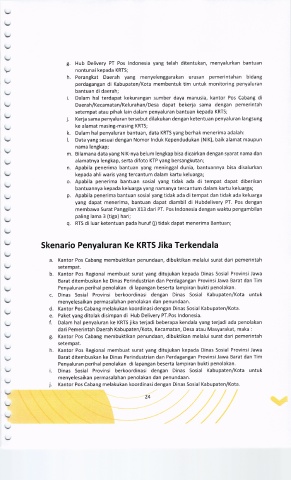 g. Hub Delivery PT Pos Indonesia yang telah ditentukan, menyalurkan bantuan
nontunai kepada KRTS;
h. Perangkat Daerah yang menyelenggarakan urusan pemerintahan bidang
perdagangan di Kabupaten/Kota membentuk tim untuk monitoring penyaluran
bantuan di daerah;
i. Dalam hal terdapat kekurangan sumber daya manusia, kantor Pos Cabang di
Daerah/Kecamatan/Kelurahan/Desa dapat bekerja sama dengan pemerintah
setempat atau pihak lain dalam penyaluran bantuan kepada KRTS;
j. Kerja sama penyaluran tersebut dilakukan dengan ketentuan penyaluran langsung
ke alamat masing-masing KRTS;
k. Dalam hal penyaluran bantuan, data KRTS yang berhak menerima adalah:
l. Data yang sesuai dengan Nomor Induk Kependudukan (NIK), baik alamat maupun
nama lengkap;
m. Bilamana data yang NIK-nya belum lengkap bisa dicairkan dengan syarat nama dan
alamatnya lengkap, serta difoto KTP yang bersangkutan;
n. Apabila penerima bantuan yang meninggal dunia, bantuannya bisa disalurkan
kepada ahli waris yang tercantum dalam kartu keluarga;
o. Apabila penerima bantuan sosial yang tidak ada di tempat dapat diberikan
bantuannya kepada keluarga yang namanya tercantum dalam kartu keluarga;
p. Apabila penerima bantuan sosial yang tidak ada di tempat dan tidak ada keluarga
yang dapat menerima, bantuan dapat diambil di Hubdelivery PT. Pos dengan
membawa Surat Panggilan X13 dari PT. Pos Indonesia dengan waktu pengambilan
paling lama 3 (tiga) hari;
q. RTS di luar ketentuan pada huruf (j) tidak dapat menerima Bantuan;
Skenario Penyaluran Ke KRTS Jika Terkendala
a. Kantor Pos Cabang membuktikan penundaan, dibuktikan melalui surat dari pemerintah
setempat.
b. Kantor Pos Regional membuat surat yang ditujukan kepada Dinas Sosial Provinsi Jawa
Barat ditembuskan ke Dinas Perindustrian dan Perdagangan Provinsi Jawa Barat dan Tim
Penyaluran perihal penolakan di lapangan beserta lampiran bukti penolakan.
c. Dinas Sosial Provinsi berkoordinasi dengan Dinas Sosial Kabupaten/Kota untuk
menyelesaikan permasalahan penolakan dan penundaan.
d. Kantor Pos Cabang melakukan koordinasi dengan Dinas Sosial Kabupaten/Kota.
e. Paket yang ditolak disimpan di Hub Delivery PT.Pos Indonesia.
f. Dalam hal penyaluran ke KRTS jika terjadi beberapa kendala yang terjadi ada penolakan
dari Pemerintah Daerah Kabupaten/Kota, Kecamatan, Desa atau Masyarakat, maka :
g. Kantor Pos Cabang membuktikan penundaan, dibuktikan melalui surat dari pemerintah
setempat.
h. Kantor Pos Regional membuat surat yang ditujukan kepada Dinas Sosial Provinsi Jawa
Barat ditembuskan ke Dinas Perindustrian dan Perdagangan Provinsi Jawa Barat dan Tim
Penyaluran perihal penolakan di lapangan beserta lampiran bukti penolakan.
i. Dinas Sosial Provinsi berkoordinasi dengan Dinas Sosial Kabupaten/Kota untuk
menyelesaikan permasalahan penolakan dan penundaan.
j. Kantor Pos Cabang melakukan koordinasi dengan Dinas Sosial Kabupaten/Kota.
24